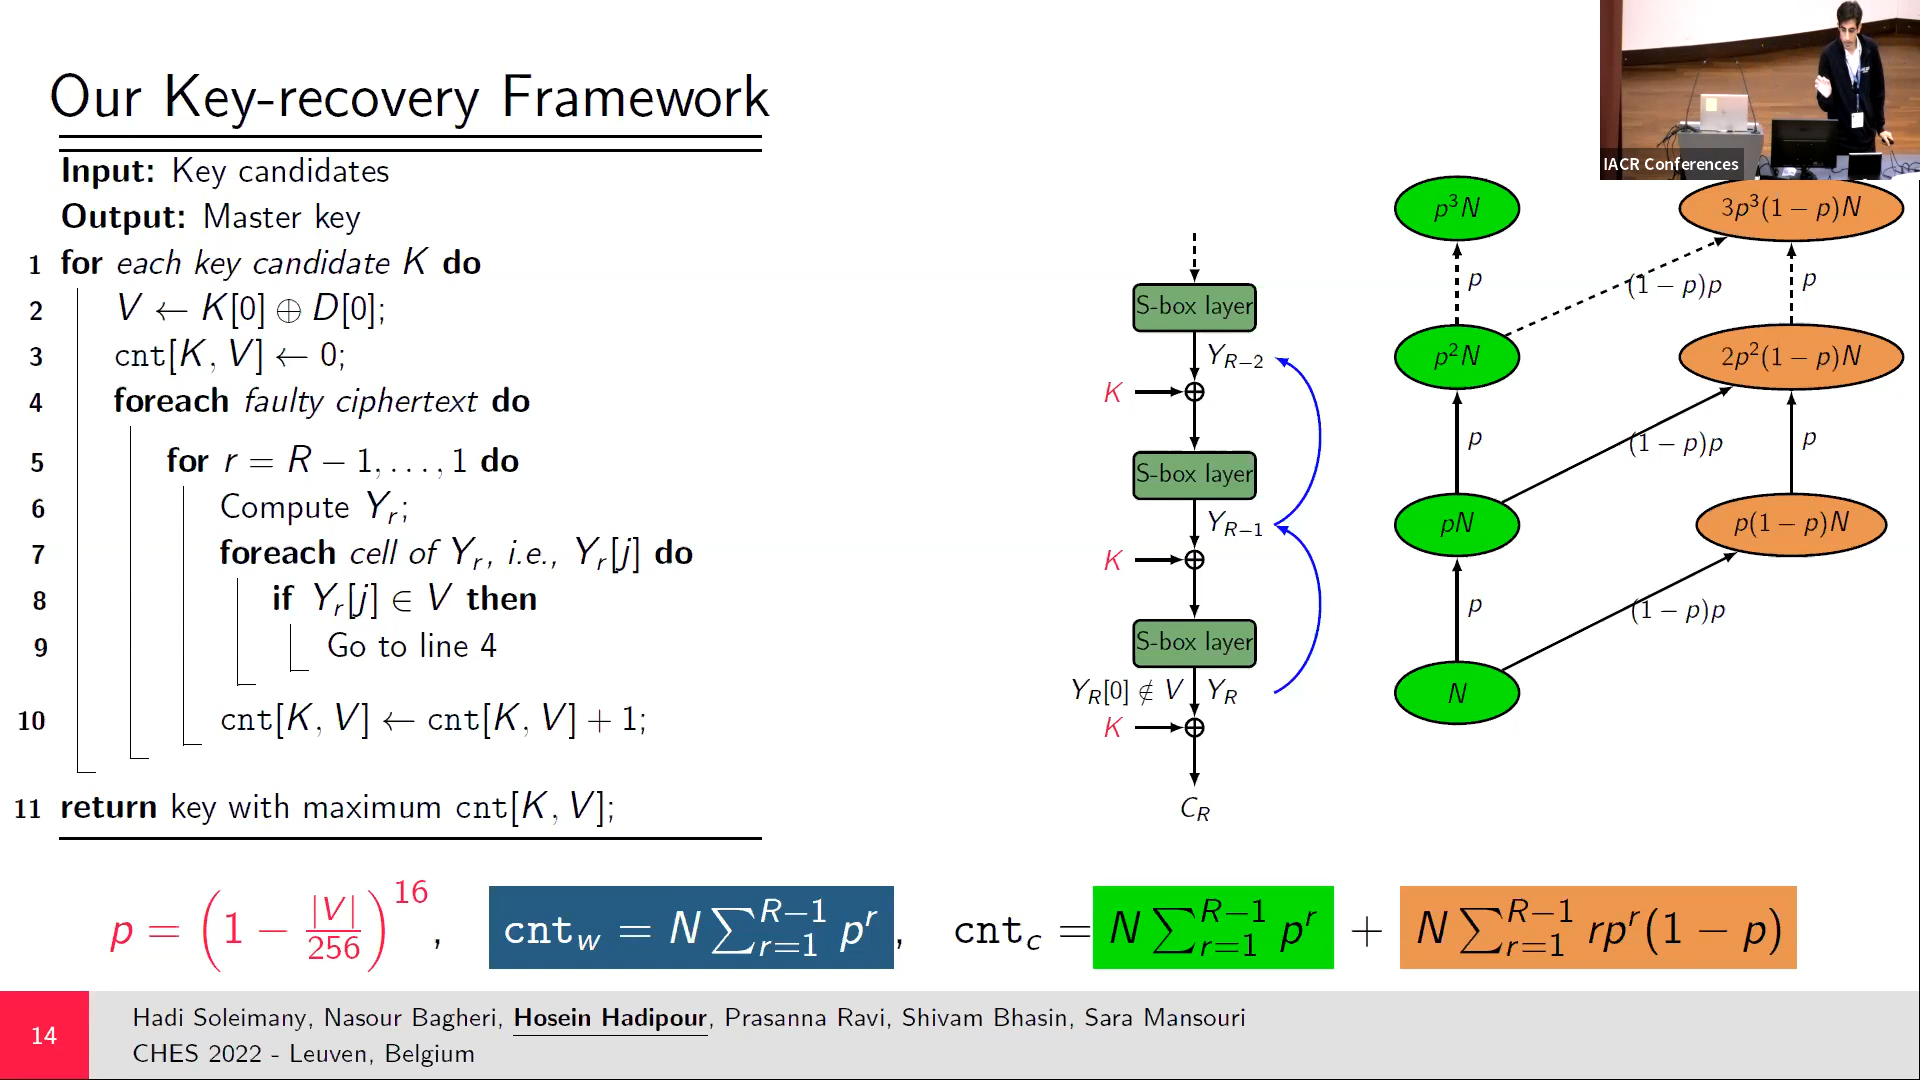 Our Key-recovery Framework
IACR Conferences
Input: Key candidates
Output: Master key
1 for each key candidate K do
2 V ← K[0] ⊕ D[0];
3 cnt[K, V] ← 0;
4 foreach faulty ciphertext do
5 for r = R − 1, . . . , 1 do
6 Compute Y_r;
7 foreach cell of Y_r, i.e., Y_r[j] do
8 if Y_r[j] ∈ V then
9 Go to line 4
10 cnt[K, V] ← cnt[K, V] + 1;
11 return key with maximum cnt[K, V];
S-box layer
Y_{R−2}
K
S-box layer
Y_{R−1}
K
S-box layer
Y_R[0] ∉ V Y_R
K
C_R
p³N 3p³(1 − p)N
p (1 − p)p p
p²N 2p²(1 − p)N
p (1 − p)p p
pN p(1 − p)N
p (1 − p)p
N
p = (1 − |V|/256)^16, cnt_w = N ∑_{r=1}^{R−1} p^r, cnt_c = N ∑_{r=1}^{R−1} p^r + N ∑_{r=1}^{R−1} rp^r(1 − p)
14
Hadi Soleimany, Nasour Bagheri, Hosein Hadipour, Prasanna Ravi, Shivam Bhasin, Sara Mansouri
CHES 2022 - Leuven, Belgium